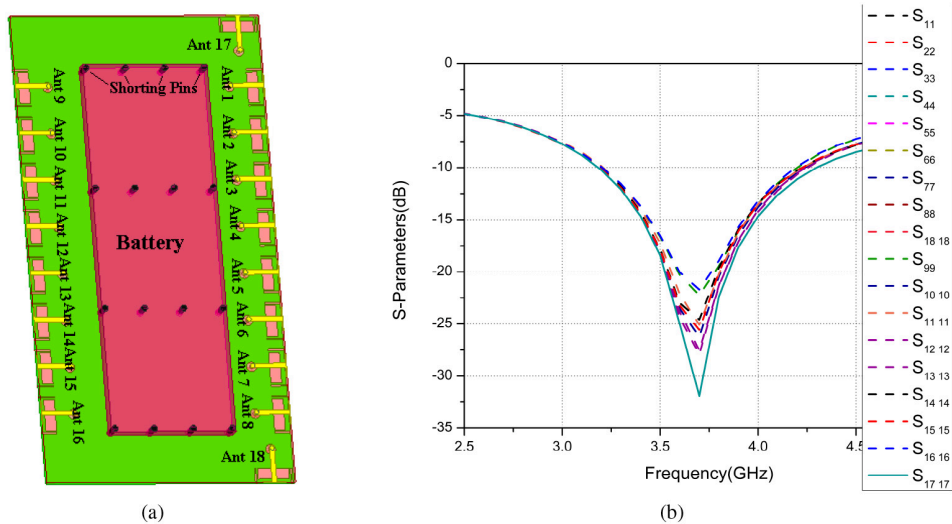 Ant 17
Shorting Pins
Ant 9
Ant 10
Ant 11
Ant 12
Ant 13
Ant 14
Ant 15
Ant 16
Battery
Ant 1
Ant 2
Ant 3
Ant 4
Ant 5
Ant 6
Ant 7
Ant 8
Ant 18
(a)
S-Parameters(dB)
0
-5
-10
-15
-20
-25
-30
-35
2.5 3.0 3.5 4.0 4.5
Frequency(GHz)
S11
S22
S33
S44
S55
S66
S77
S88
S18 18
S99
S10 10
S11 11
S12 12
S13 13
S14 14
S15 15
S16 16
S17 17
(b)